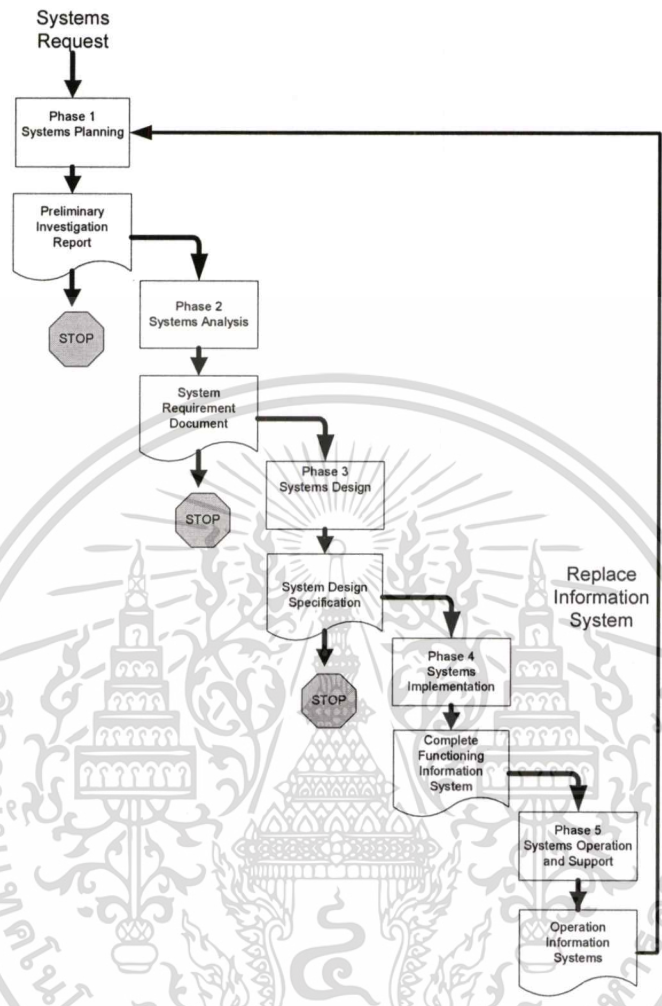 Systems
Request
Phase 1
Systems Planning
Preliminary
Investigation
Report
STOP
Phase 2
Systems Analysis
System
Requirement
Document
STOP
Phase 3
Systems Design
System Design
Specification
STOP
Replace
Information
System
Phase 4
Systems
Implementation
Complete
Functioning
Information
System
Phase 5
Systems Operation
and Support
Operation
Information
Systems